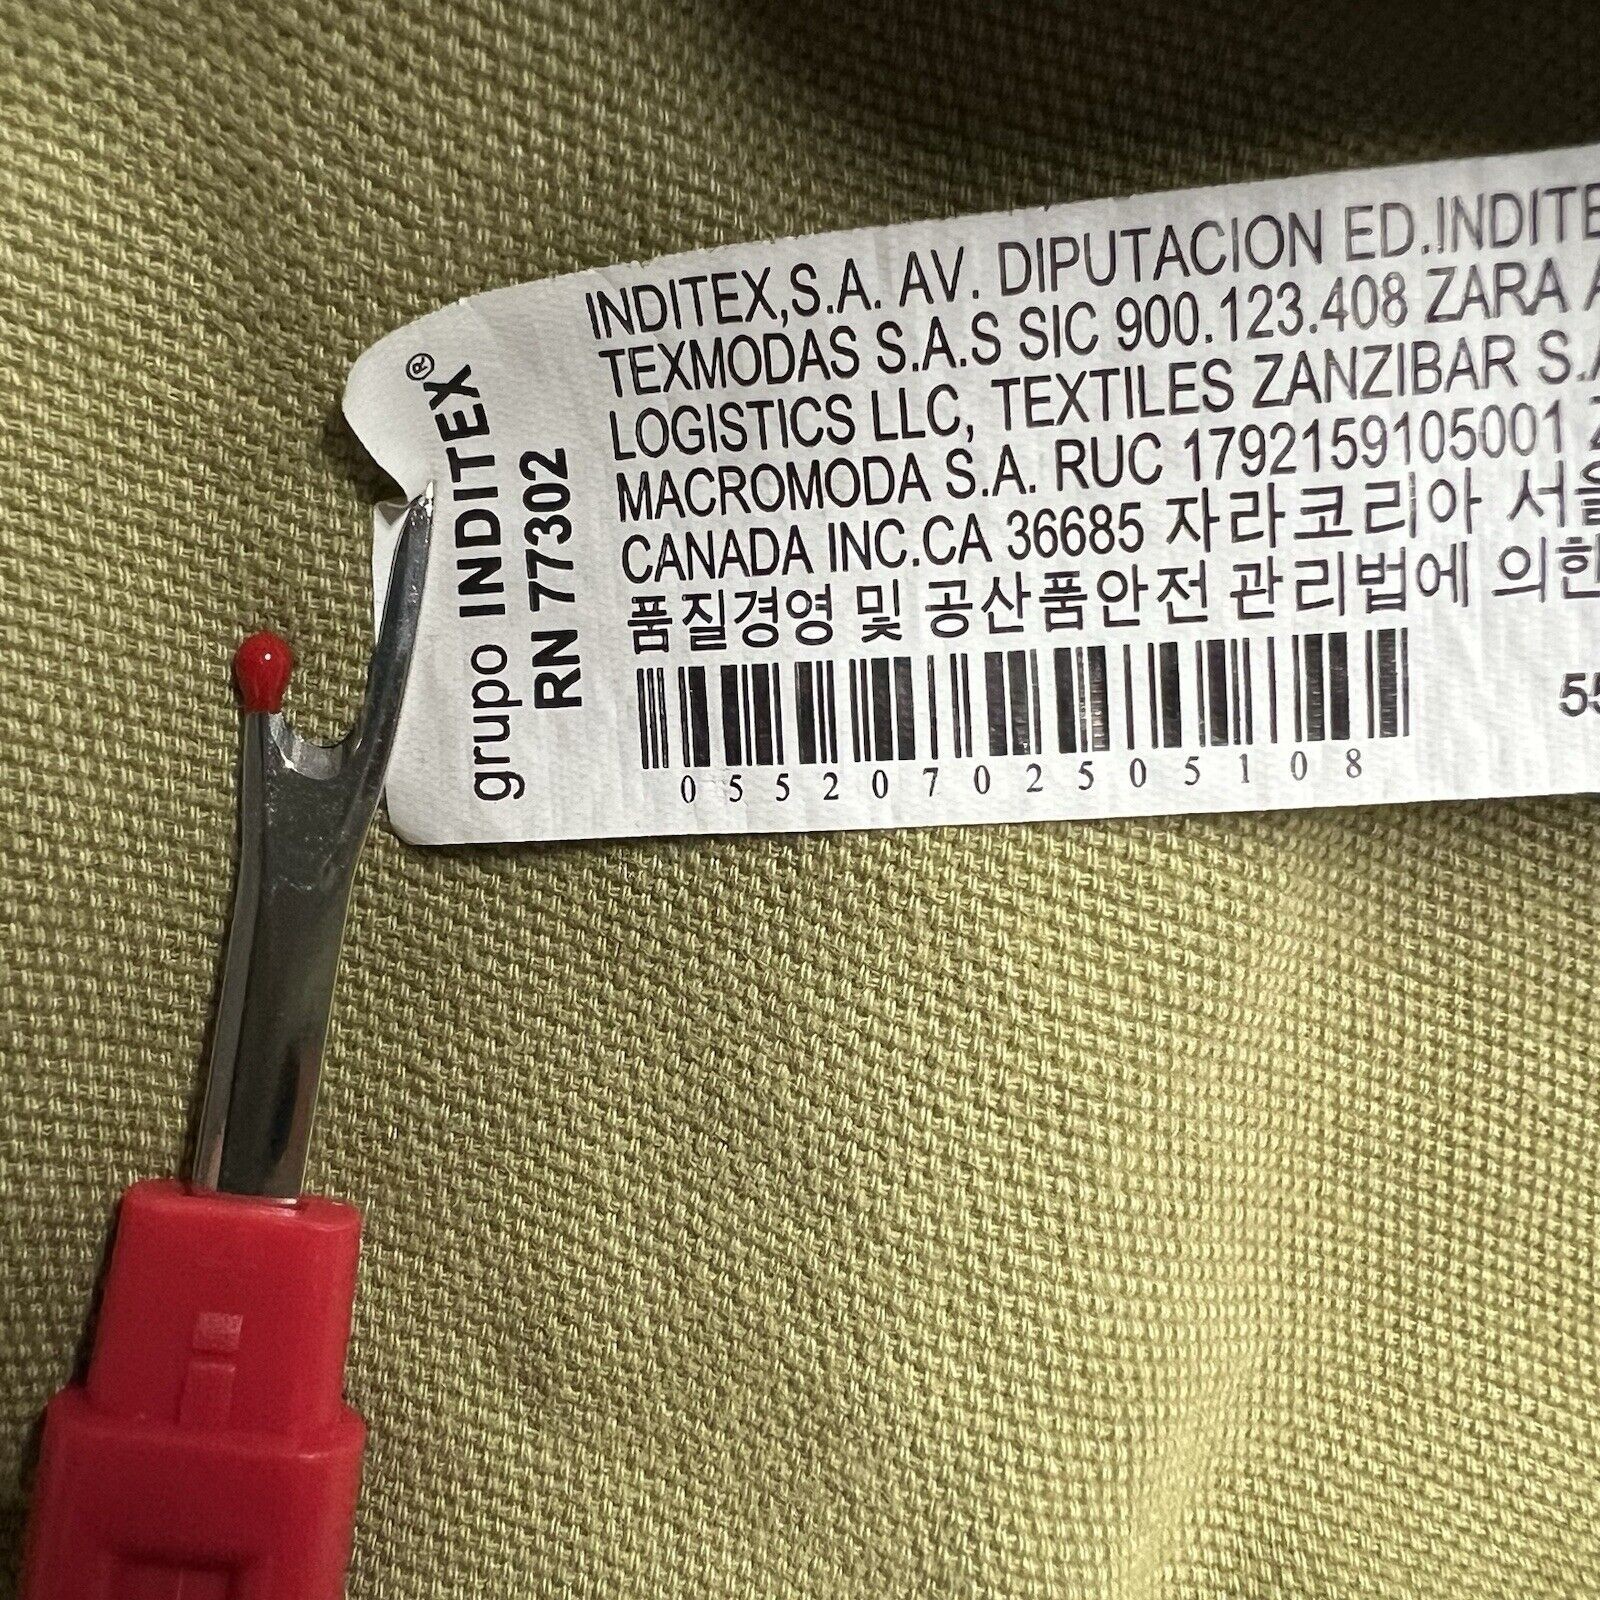 grupo INDITEX®
RN 77302
INDITEX,S.A. AV. DIPUTACION ED.INDITE
TEXMODAS S.A.S SIC 900.123.408 ZARA
LOGISTICS LLC, TEXTILES ZANZIBAR S.
MACROMODA S.A. RUC 1792159105001
CANADA INC.CA 36685 자라코리아 서울
품질경영 및 공산품안전 관리법에 의한
05520702505108
55